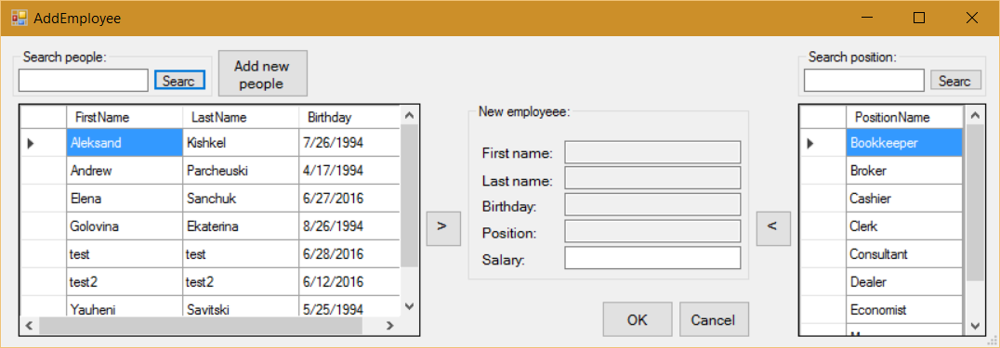 AddEmployee
Search people:
Searc
Add new
people
Search position:
Searc
FirstName LastName Birthday
Aleksand Kishkel 7/26/1994
Andrew Parcheuski 4/17/1994
Elena Sanchuk 6/27/2016
Golovina Ekaterina 8/26/1994
test test 6/28/2016
test2 test2 6/12/2016
Yauheni Savitski 5/25/1994
>
New employeee:
First name:
Last name:
Birthday:
Position:
Salary:
OK
Cancel
<
PositionName
Bookkeeper
Broker
Cashier
Clerk
Consultant
Dealer
Economist